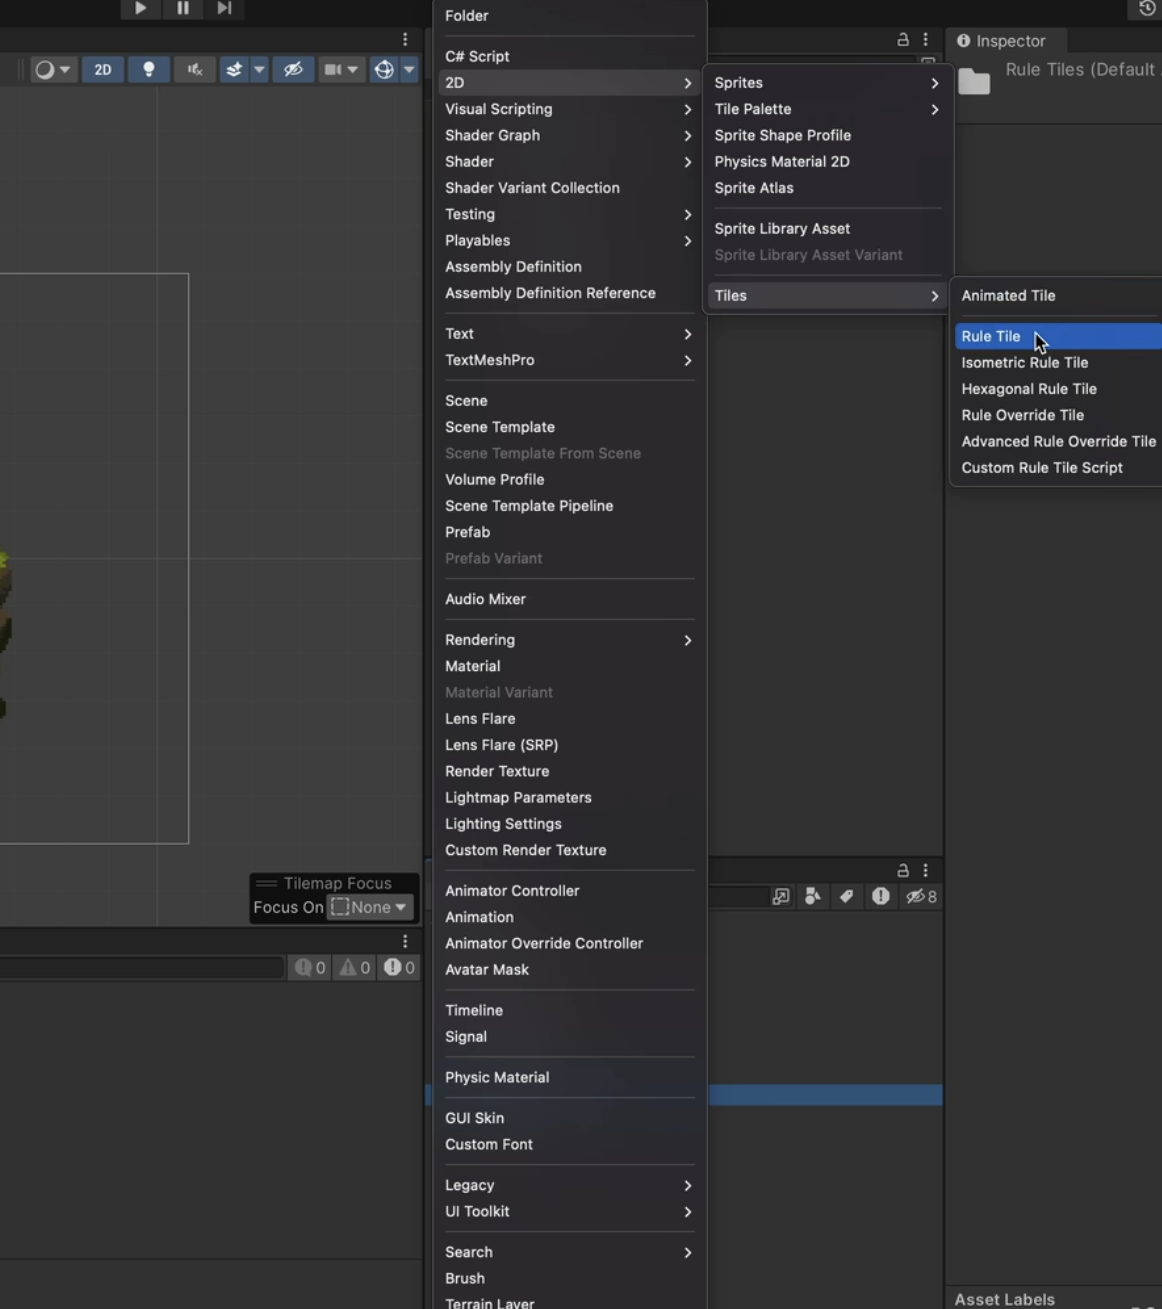 2D
Tilemap Focus
Focus On None
0 0 0
Folder
C# Script
2D
Visual Scripting
Shader Graph
Shader
Shader Variant Collection
Testing
Playables
Assembly Definition
Assembly Definition Reference
Text
TextMeshPro
Scene
Scene Template
Scene Template From Scene
Volume Profile
Scene Template Pipeline
Prefab
Prefab Variant
Audio Mixer
Rendering
Material
Material Variant
Lens Flare
Lens Flare (SRP)
Render Texture
Lightmap Parameters
Lighting Settings
Custom Render Texture
Animator Controller
Animation
Animator Override Controller
Avatar Mask
Timeline
Signal
Physic Material
GUI Skin
Custom Font
Legacy
UI Toolkit
Search
Brush
Terrain Layer
Sprites
Tile Palette
Sprite Shape Profile
Physics Material 2D
Sprite Atlas
Sprite Library Asset
Sprite Library Asset Variant
Tiles
Animated Tile
Rule Tile
Isometric Rule Tile
Hexagonal Rule Tile
Rule Override Tile
Advanced Rule Override Tile
Custom Rule Tile Script
8
Inspector
Rule Tiles (Default
Asset Labels